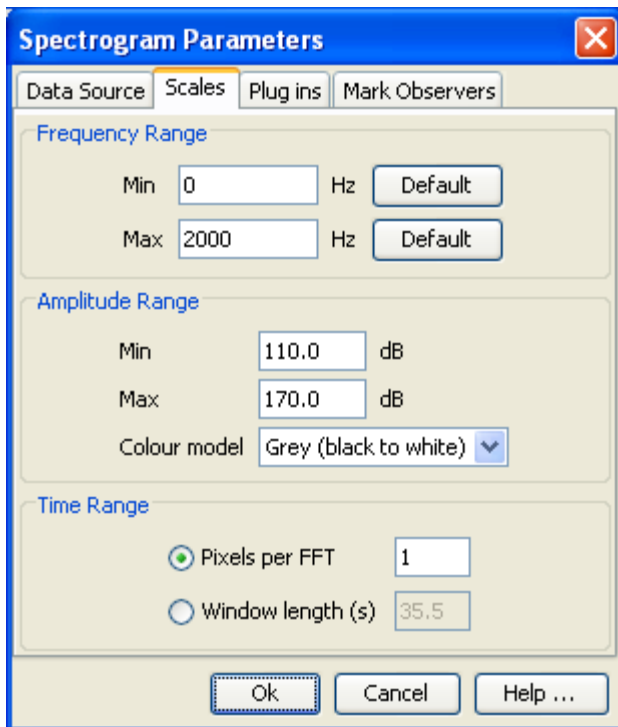 Spectrogram Parameters
Data Source Scales Plug ins Mark Observers
Frequency Range
Min 0 Hz Default
Max 2000 Hz Default
Amplitude Range
Min 110.0 dB
Max 170.0 dB
Colour model Grey (black to white)
Time Range
Pixels per FFT 1
Window length (s) 35.5
Ok Cancel Help ...